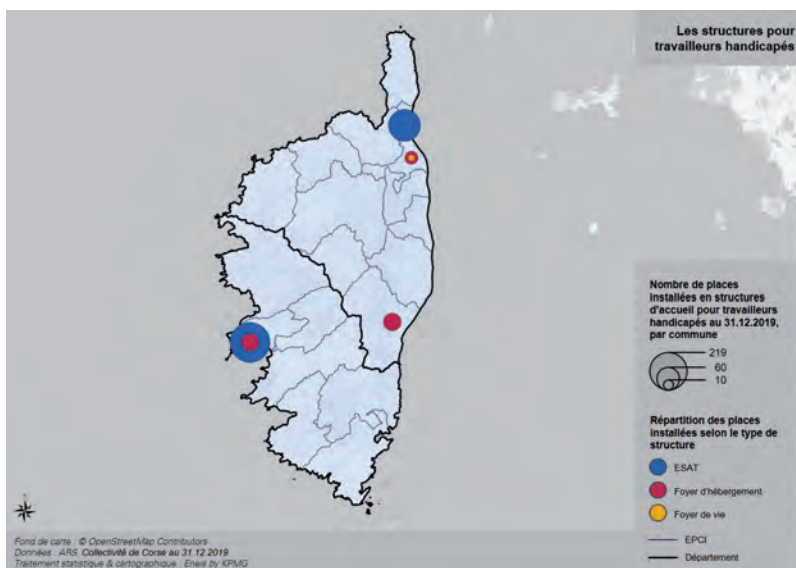 Les structures pour
travailleurs handicapés
Nombre de places
installées en structures
d'accueil pour travailleurs
handicapés au 31.12.2019,
par commune
219
60
10
Répartition des places
installées selon le type de
structure
ESAT
Foyer d'hébergement
Foyer de vie
EPCI
Département
Fond de carte : © OpenStreetMap Contributors
Données : ARS, Collectivité de Corse au 31.12.2019
Traitement statistique & cartographique : Eneis by KPMG